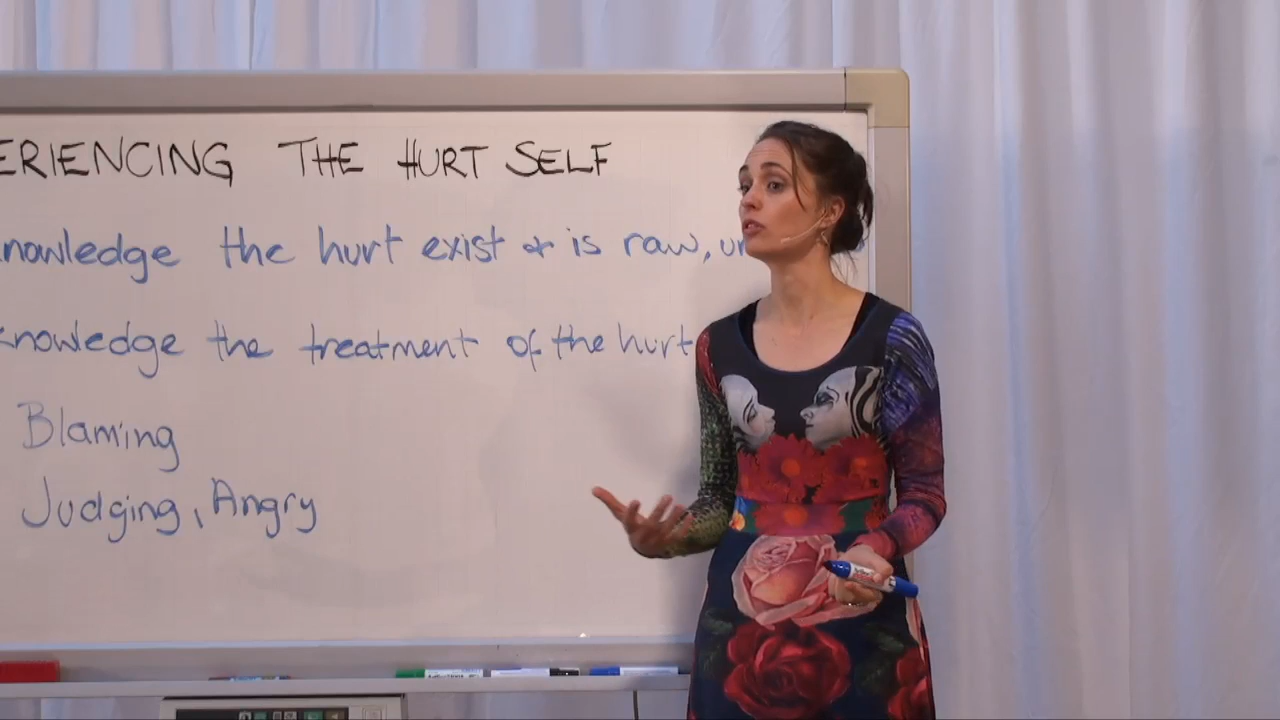 ERIENCING THE HURT SELF
nowledge the hurt exist & is raw, un
knowledge the treatment of the hurt
Blaming
Judging, Angry